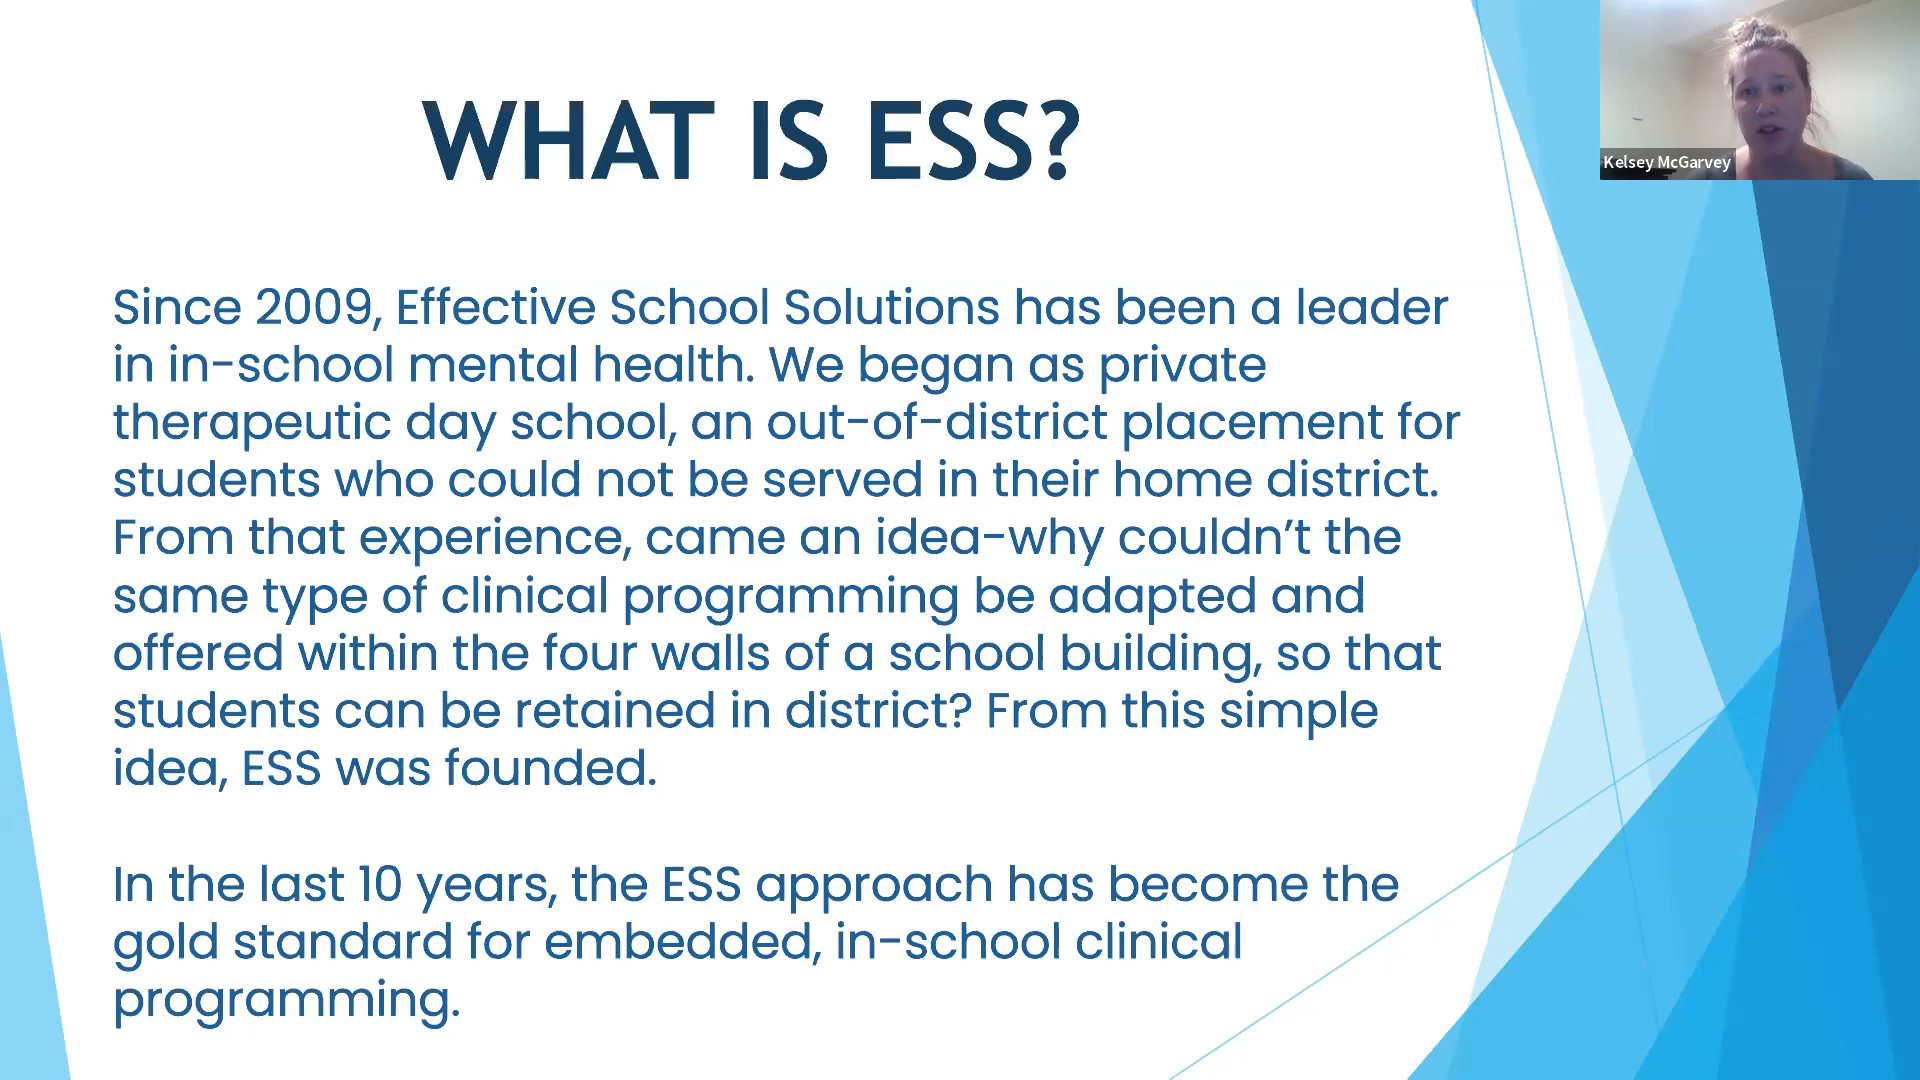 WHAT IS ESS?
Kelsey McGarvey
Since 2009, Effective School Solutions has been a leader
in in-school mental health. We began as private
therapeutic day school, an out-of-district placement for
students who could not be served in their home district.
From that experience, came an idea-why couldn’t the
same type of clinical programming be adapted and
offered within the four walls of a school building, so that
students can be retained in district? From this simple
idea, ESS was founded.
In the last 10 years, the ESS approach has become the
gold standard for embedded, in-school clinical
programming.